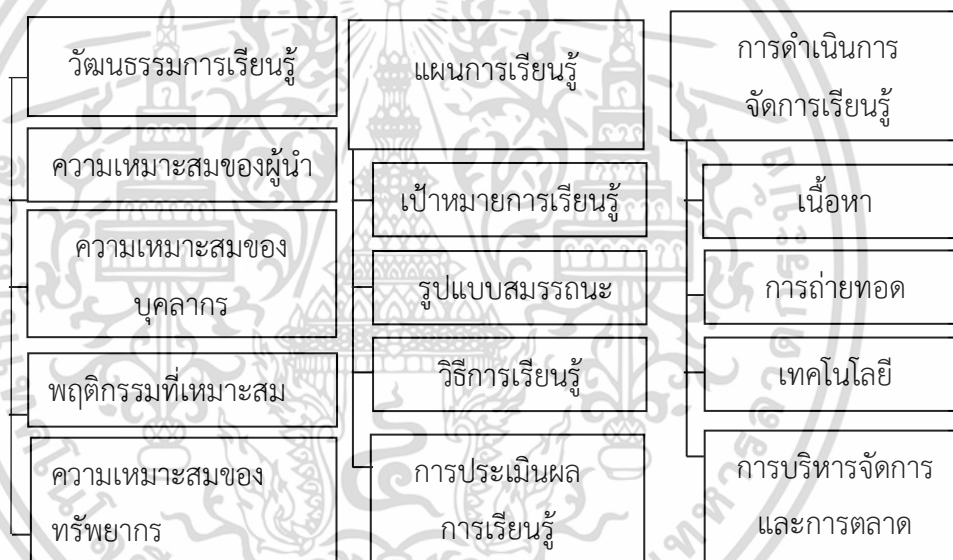 วัฒนธรรมการเรียนรู้
ความเหมาะสมของผู้นำ
ความเหมาะสมของ
บุคลากร
พฤติกรรมที่เหมาะสม
ความเหมาะสมของ
ทรัพยากร
แผนการเรียนรู้
เป้าหมายการเรียนรู้
รูปแบบสมรรถนะ
วิธีการเรียนรู้
การประเมินผล
การเรียนรู้
การดำเนินการ
จัดการเรียนรู้
เนื้อหา
การถ่ายทอด
เทคโนโลยี
การบริหารจัดการ
และการตลาด